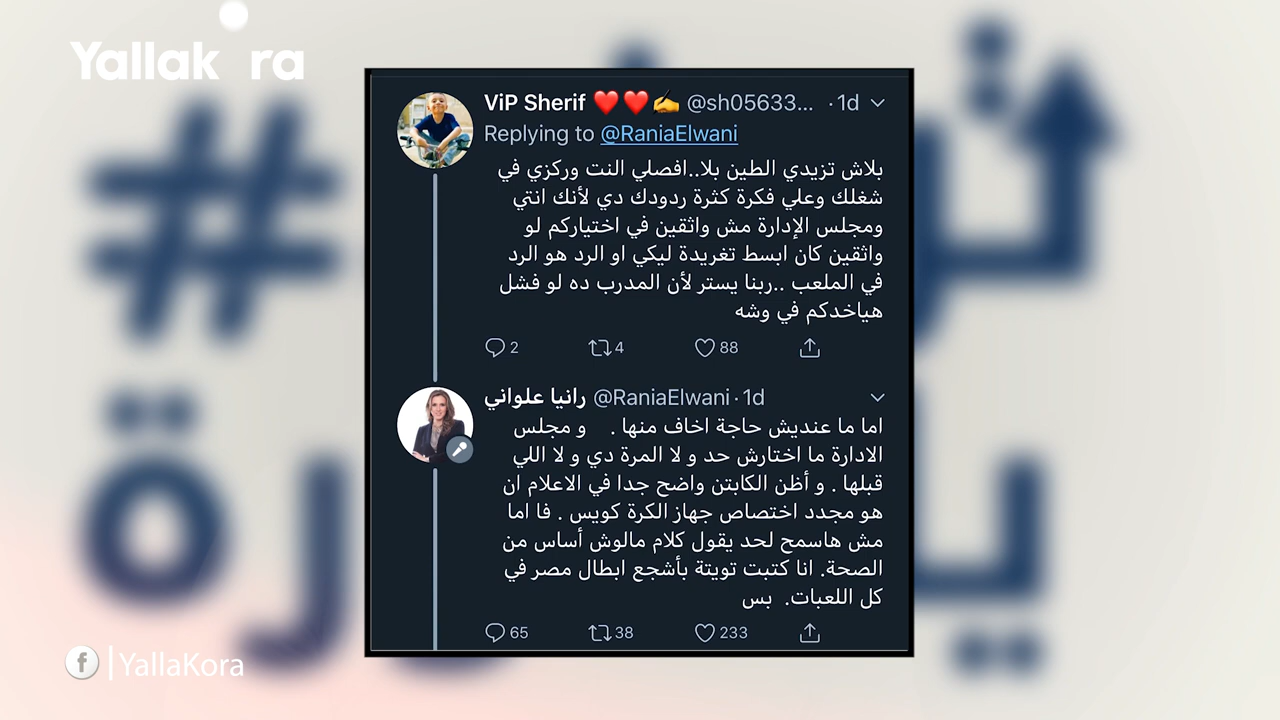 Yallak ra
ViP Sherif ❤️❤️✍️ @sh05633... · 1d
Replying to @RaniaElwani
بلاش تزيدي الطين بلا..افصلي النت وركزي في
شغلك وعلي فكرة كثرة ردودك دي لأنك انتي
ومجلس الإدارة مش واثقين في اختياركم لو
واثقين كان ابسط تغريدة ليكي او الرد هو الرد
في الملعب ..ربنا يستر لأن المدرب ده لو فشل
هياخدكم في وشه
2 4 88
رانيا علواني @RaniaElwani · 1d
اما ما عنديش حاجة اخاف منها . و مجلس
الادارة ما اختارش حد و لا المرة دي و لا اللي
قبلها . و أظن الكابتن واضح جدا في الاعلام ان
هو مجدد اختصاص جهاز الكرة كويس . فا اما
مش هاسمح لحد يقول كلام مالوش أساس من
الصحة. انا كتبت تويتة بأشجع ابطال مصر في
كل اللعبات. بس
65 38 233
f | YallaKora